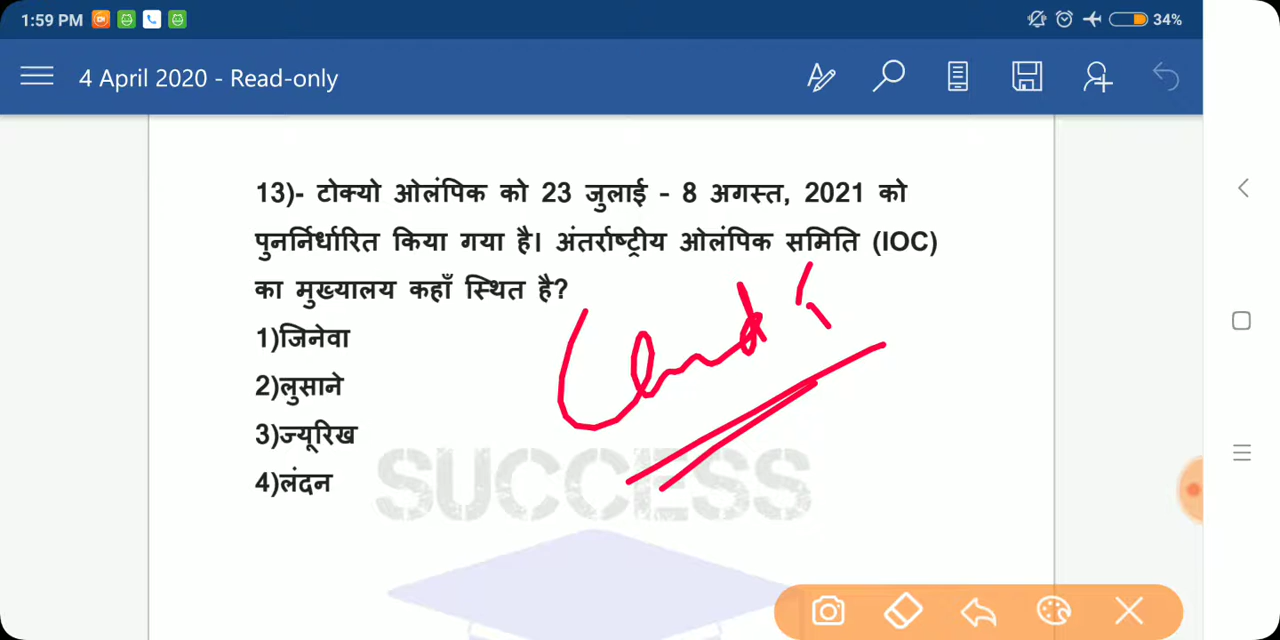 1:59 PM 34%
4 April 2020 - Read-only
13)- टोक्यो ओलंपिक को 23 जुलाई - 8 अगस्त, 2021 को
पुनर्निर्धारित किया गया है। अंतर्राष्ट्रीय ओलंपिक समिति (IOC)
का मुख्यालय कहाँ स्थित है?
1)जिनेवा
2)लुसाने
3)ज्यूरिख
4)लंदन
SUCCESS